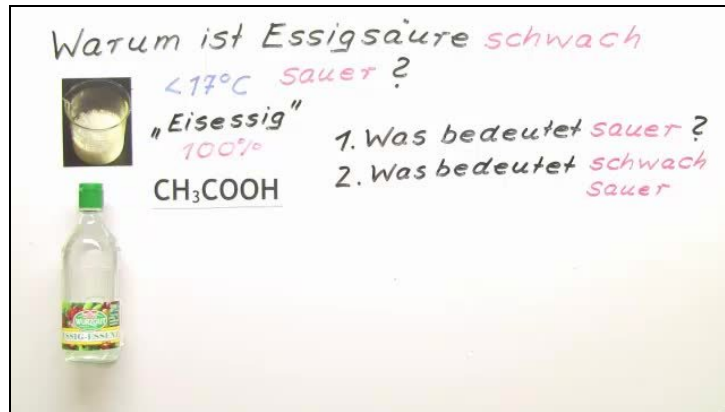 Warum ist Essigsäure schwach
sauer ?
<17°C
„Eisessig"
100%
CH₃COOH
1. Was bedeutet sauer ?
2. Was bedeutet schwach
sauer